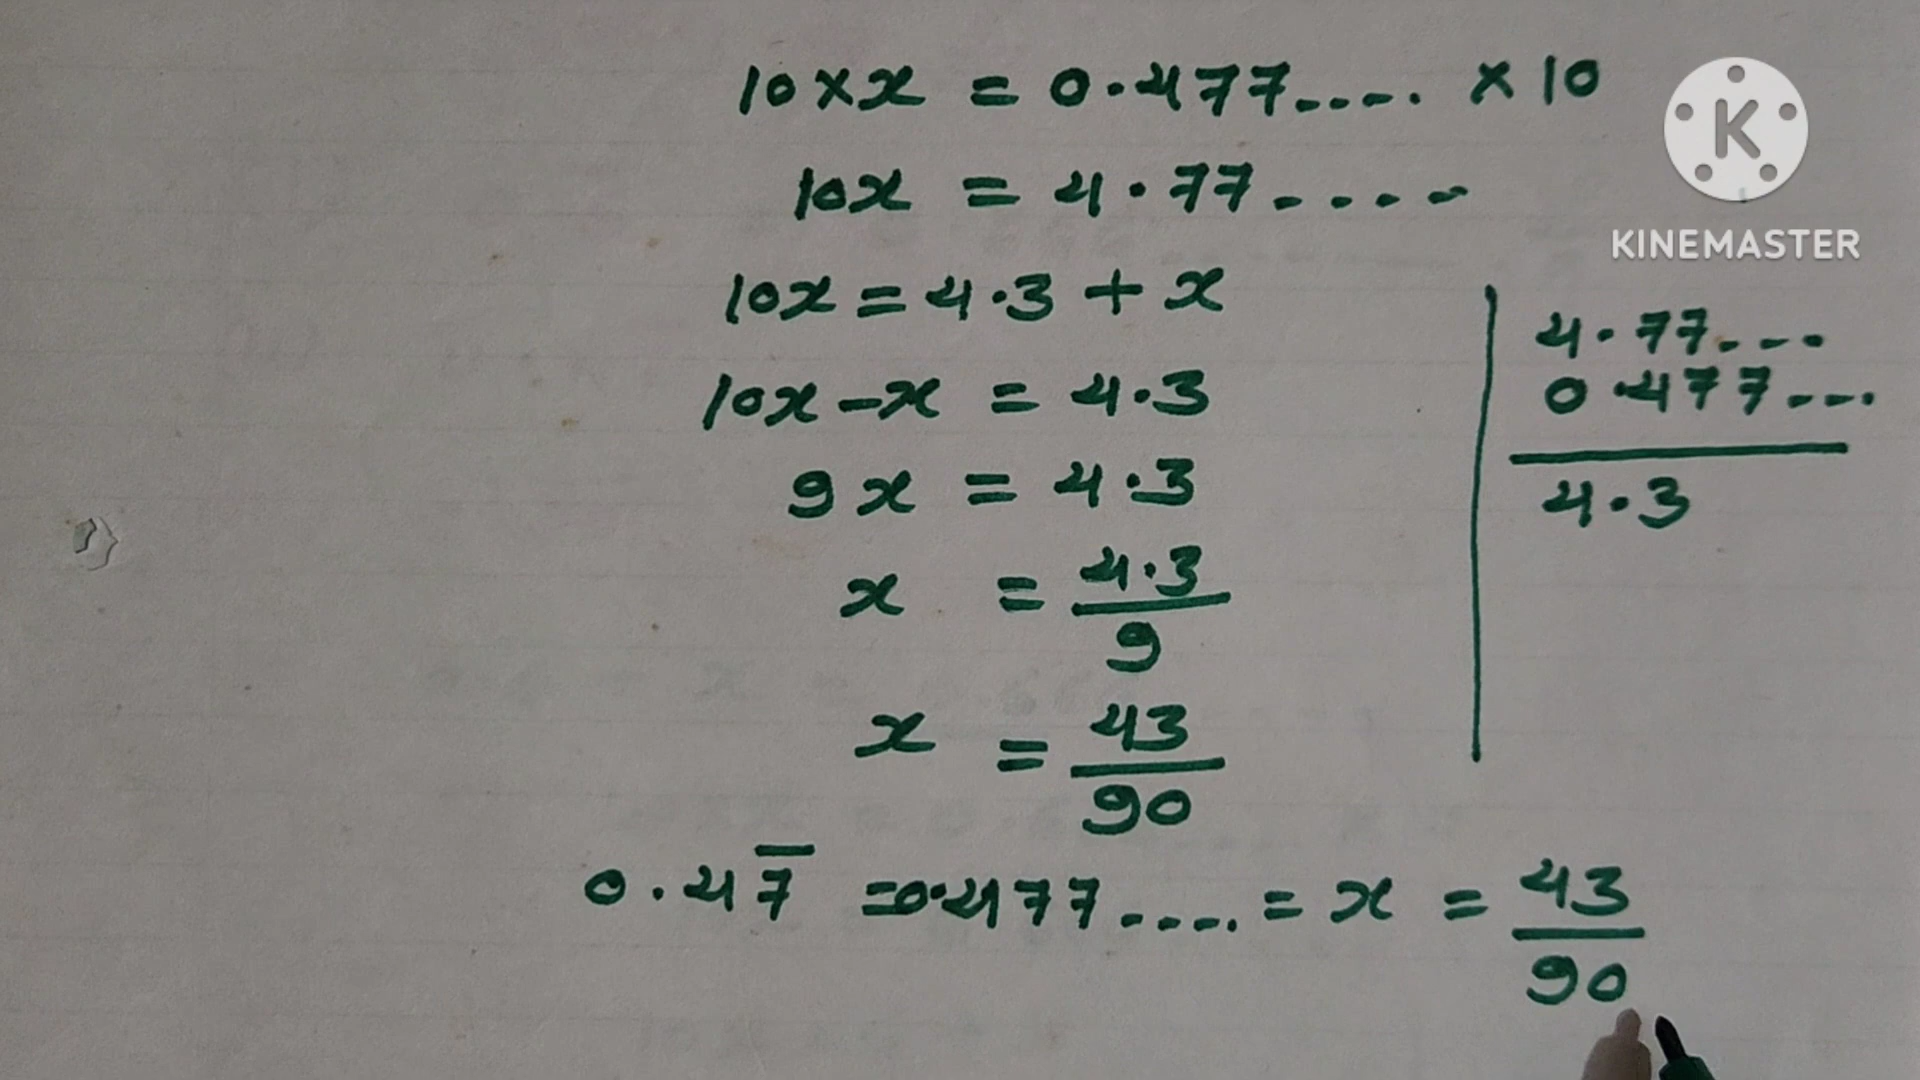 10 × x = 0.477.... × 10
10x = 4.77....
10x = 4.3 + x
10x - x = 4.3
9x = 4.3
x = 4.3/9
x = 43/90
0.47̅ = 0.477.... = x = 43/90
4.77...
0.477...
4.3
K
KINEMASTER